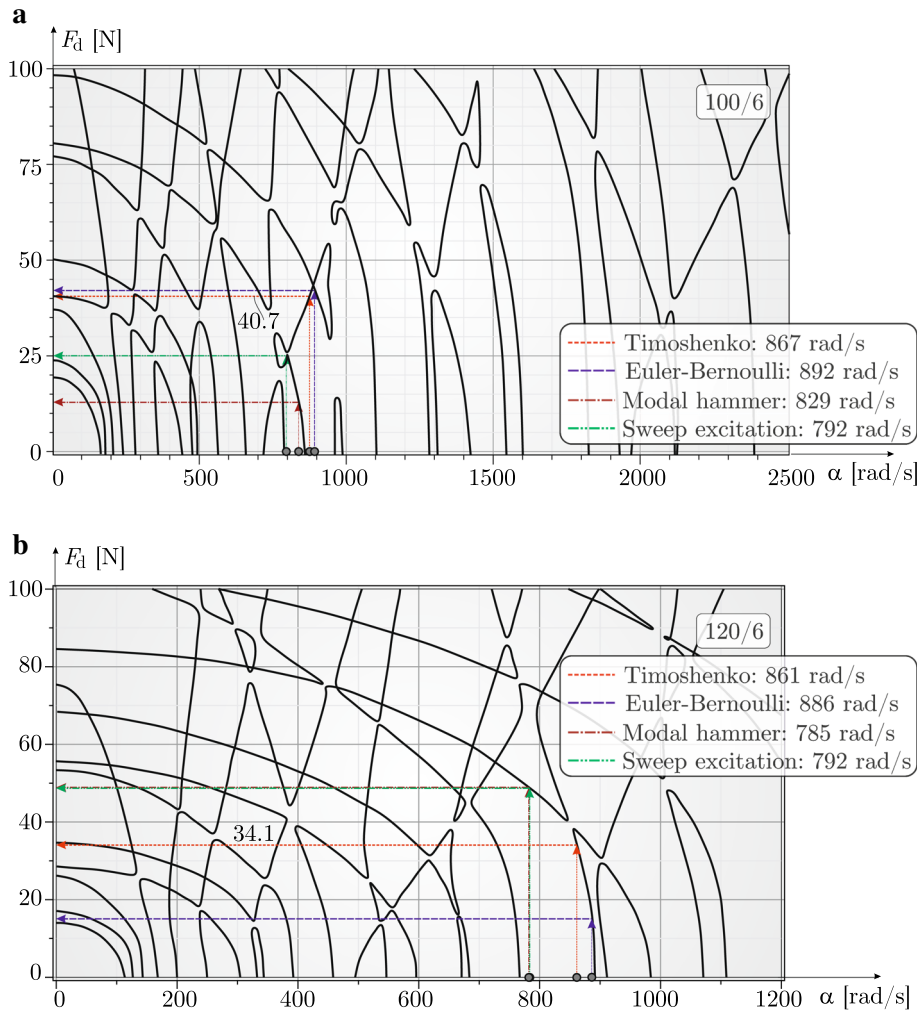 a
F_d [N]
100
100/6
75
50
40.7
25
Timoshenko: 867 rad/s
Euler-Bernoulli: 892 rad/s
Modal hammer: 829 rad/s
Sweep excitation: 792 rad/s
0
0 500 1000 1500 2000 2500 α [rad/s]
b
F_d [N]
100
120/6
80
Timoshenko: 861 rad/s
Euler-Bernoulli: 886 rad/s
Modal hammer: 785 rad/s
Sweep excitation: 792 rad/s
60
40
34.1
20
0
0 200 400 600 800 1000 1200 α [rad/s]